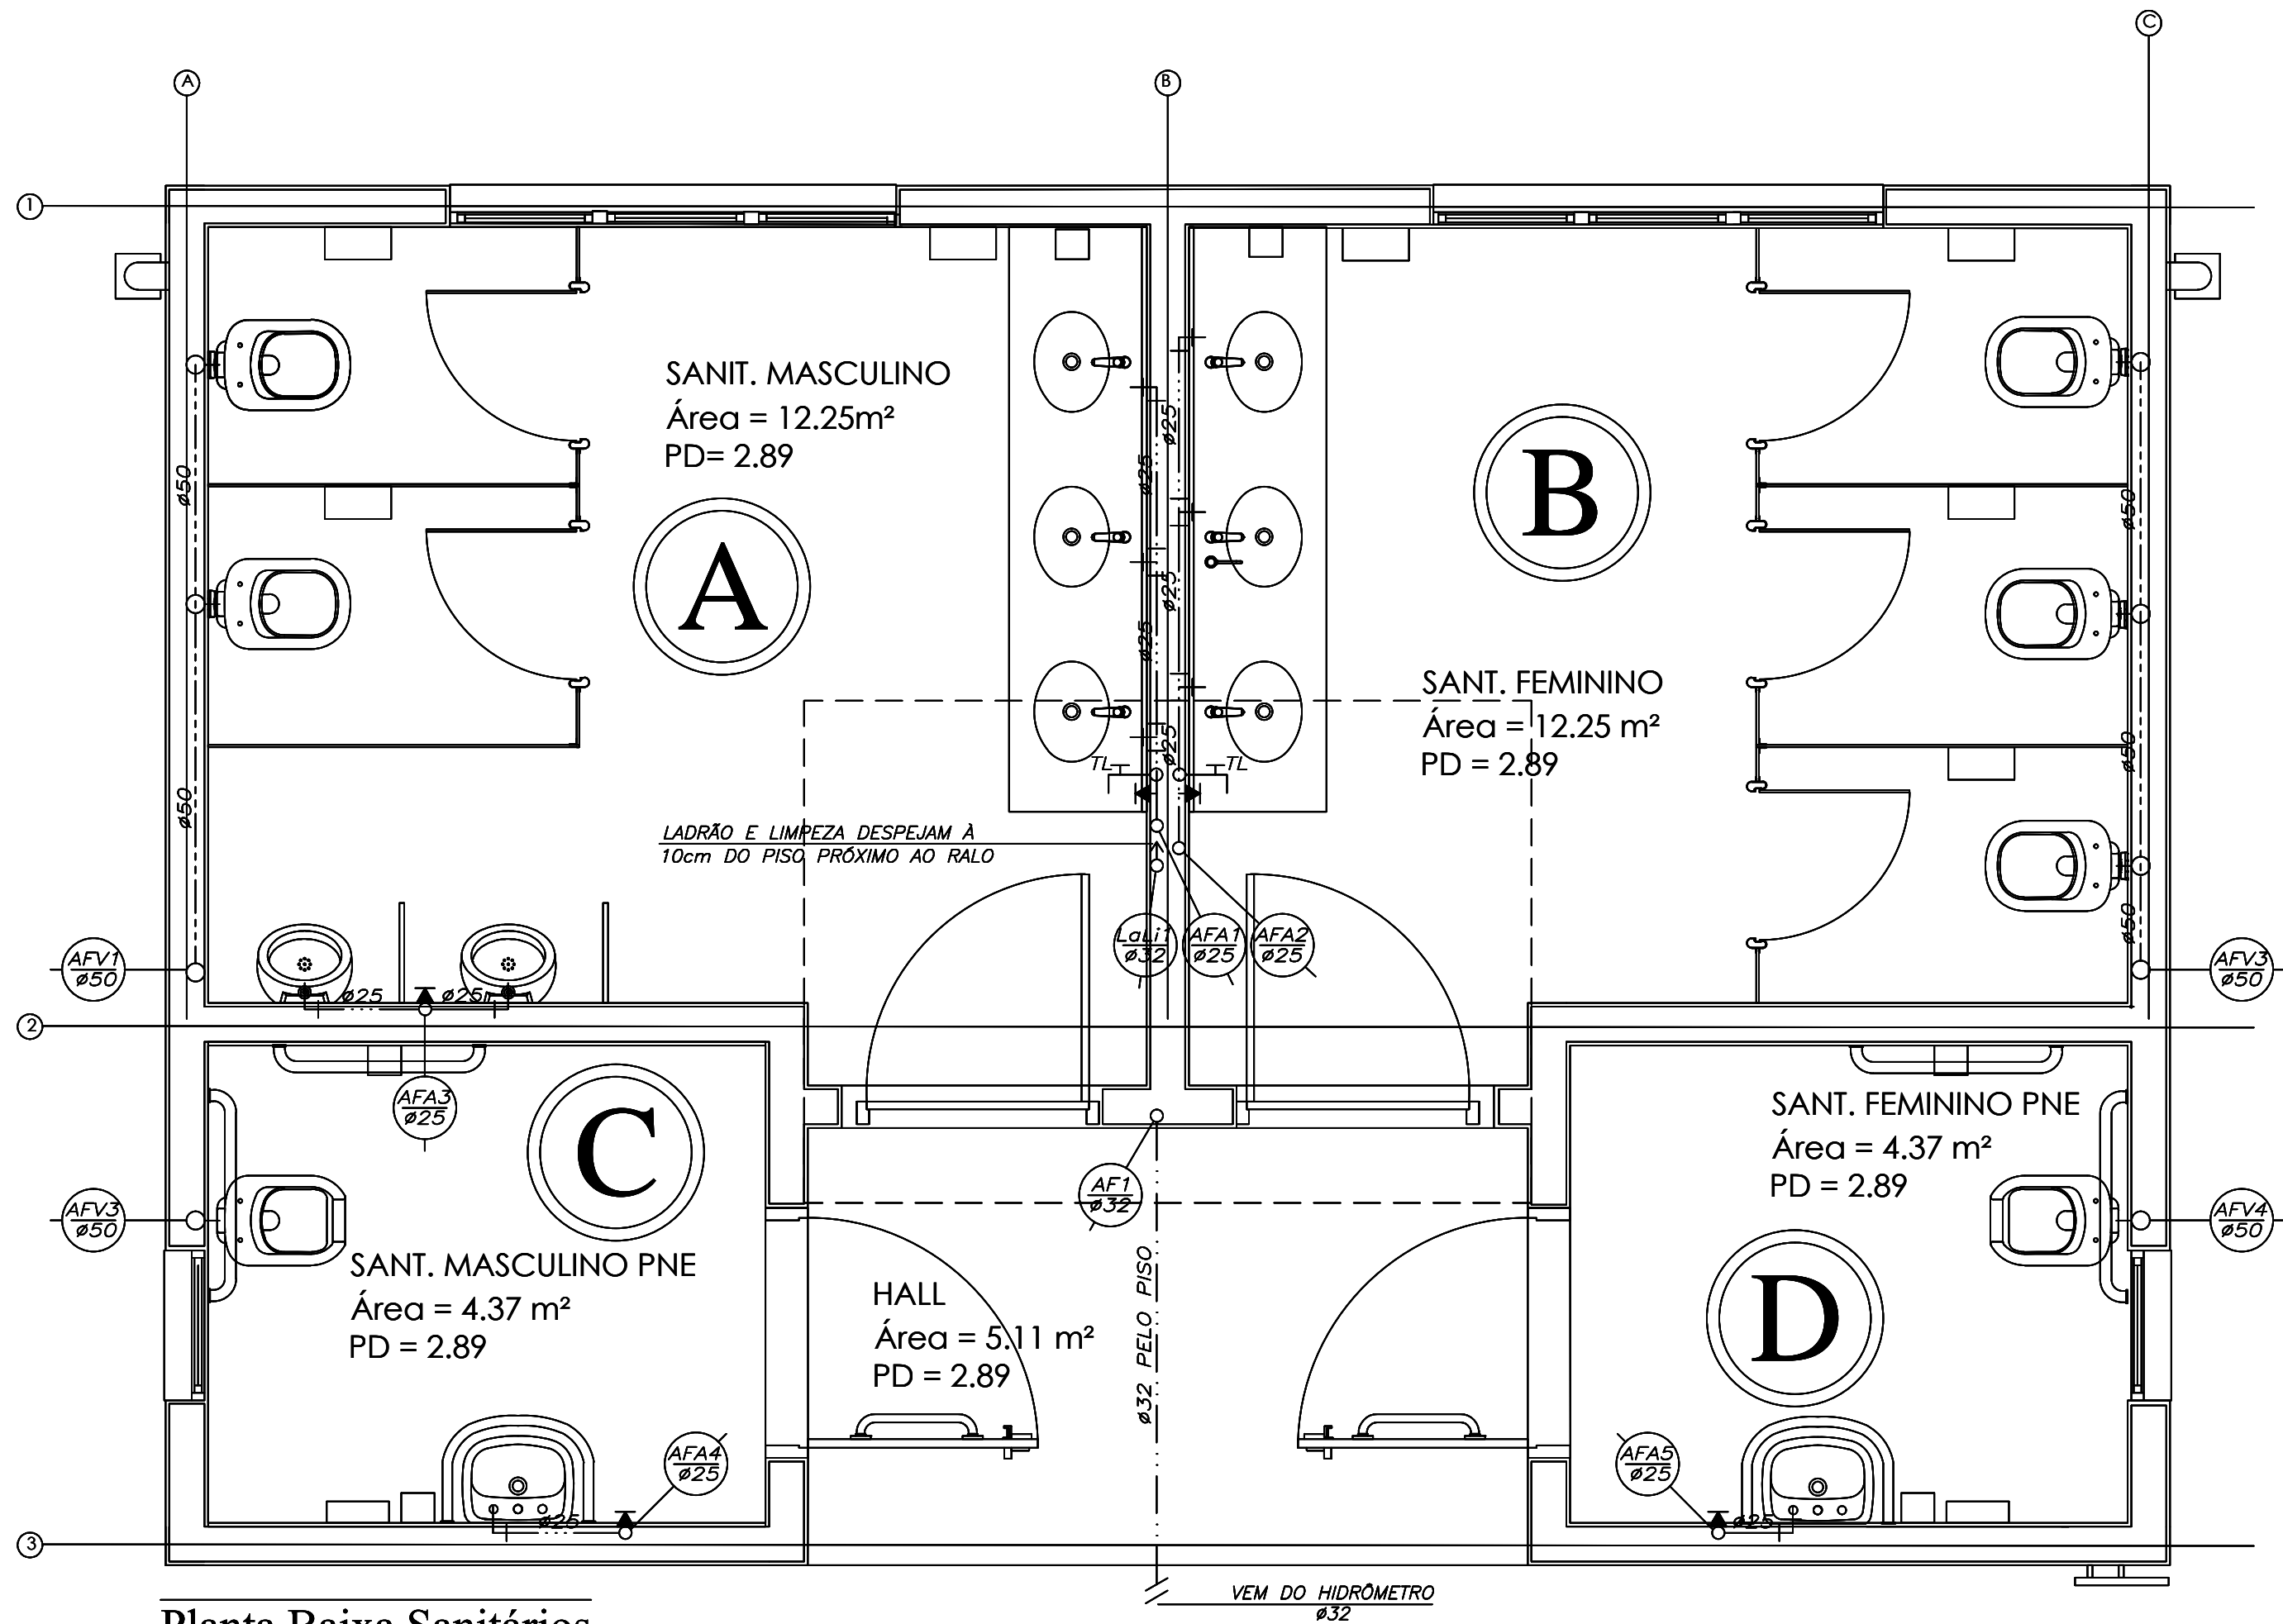 C
A
B
1
SANIT. MASCULINO
Área = 12.25m²
PD= 2.89
A
B
SANT. FEMININO
Área = 12.25 m²
PD = 2.89
ø50
ø50
ø25
ø25
ø25
ø25
ø25
ø50
ø50
ø50
TL
TL
LADRÃO E LIMPEZA DESPEJAM À
10cm DO PISO PRÓXIMO AO RALO
LaLi1
ø32
AFA1
ø25
AFA2
ø25
AFV1
ø50
AFV3
ø50
ø25
ø25
2
AFA3
ø25
C
SANT. FEMININO PNE
Área = 4.37 m²
PD = 2.89
AFV3
ø50
AF1
ø32
AFV4
ø50
SANT. MASCULINO PNE
Área = 4.37 m²
PD = 2.89
HALL
Área = 5.11 m²
PD = 2.89
ø32 PELO PISO
D
AFA4
ø25
AFA5
ø25
ø25
ø25
3
VEM DO HIDRÔMETRO
ø32
Planta Baixa Sanitários